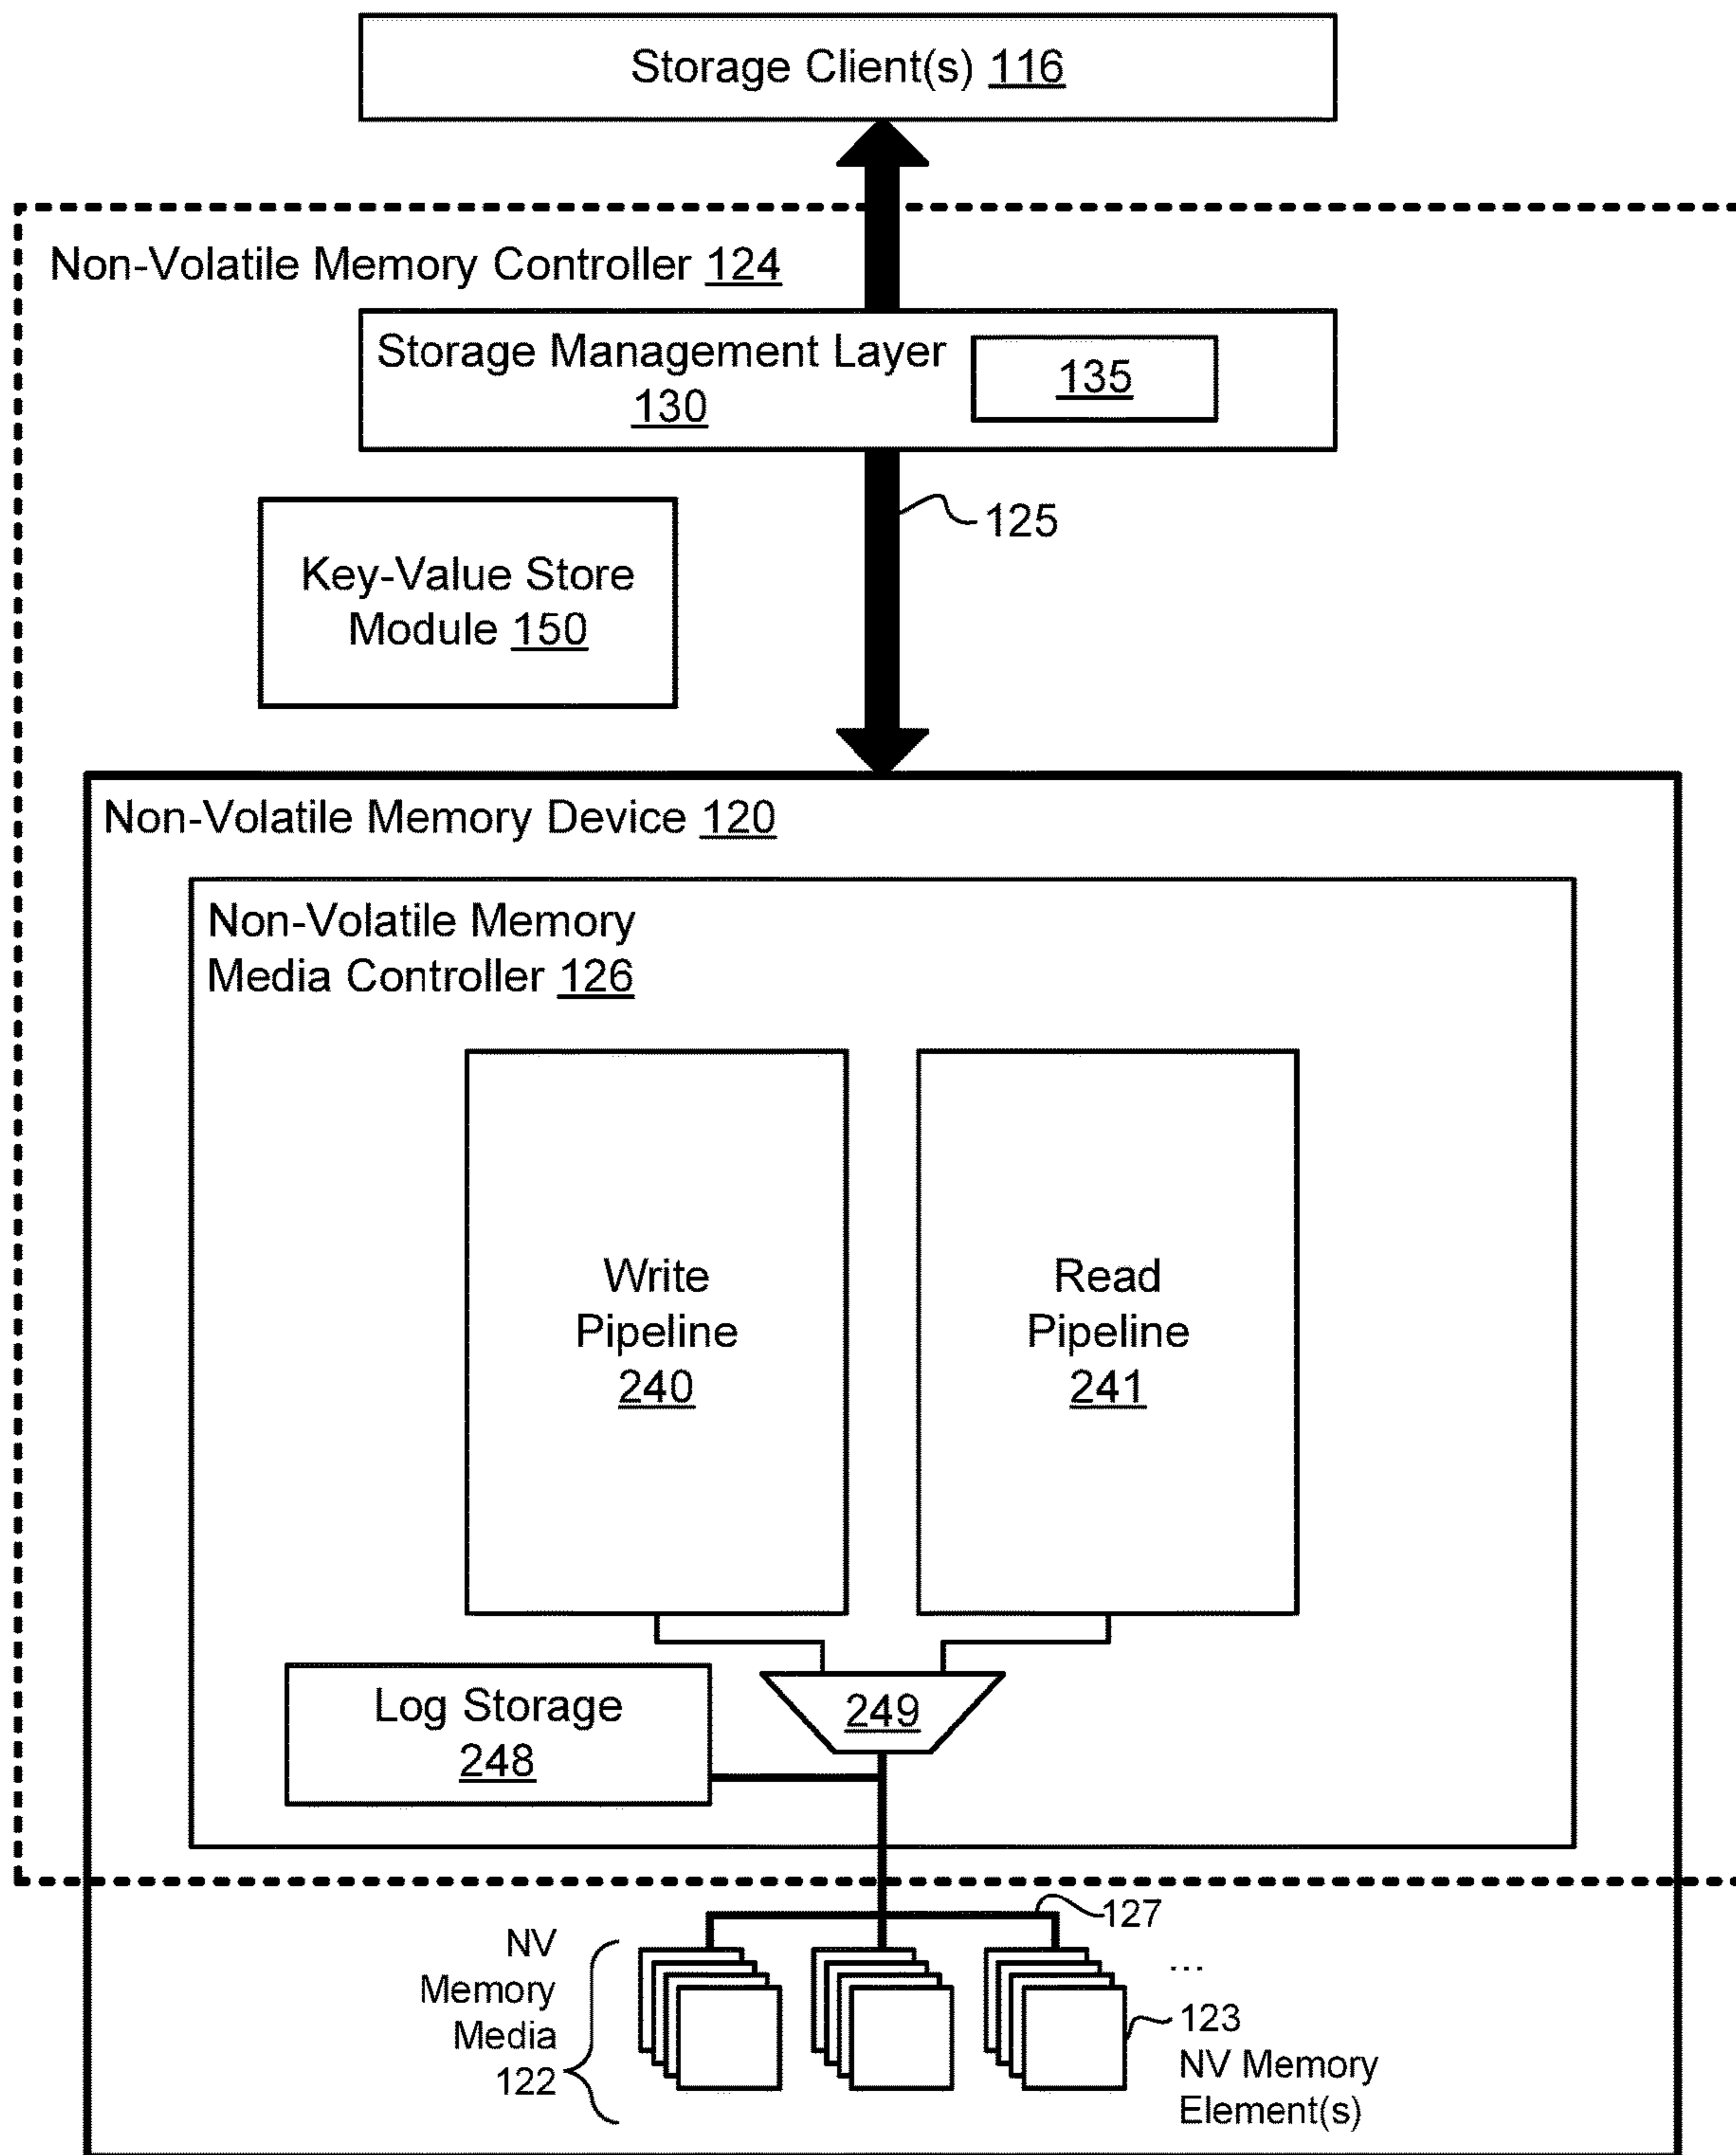 Storage Client(s) 116
Non-Volatile Memory Controller 124
Storage Management Layer
130
135
125
Key-Value Store
Module 150
Non-Volatile Memory Device 120
Non-Volatile Memory
Media Controller 126
Write
Pipeline
240
Read
Pipeline
241
Log Storage
248
249
127
NV
Memory
Media
122
...
123
NV Memory
Element(s)